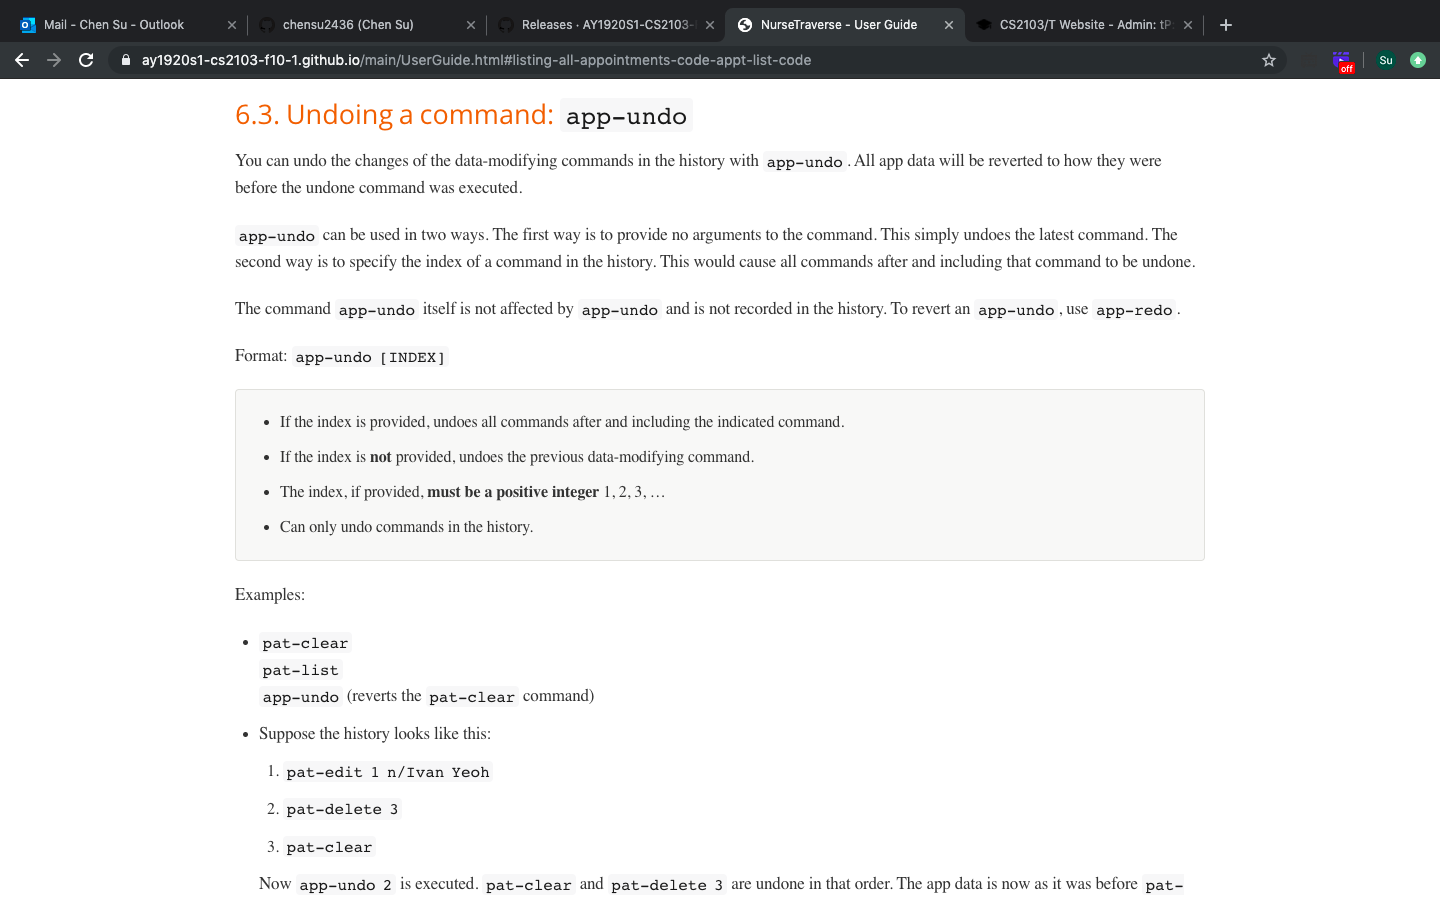 Mail - Chen Su - Outlook
chensu2436 (Chen Su)
Releases · AY1920S1-CS2103-
NurseTraverse - User Guide
CS2103/T Website - Admin: tP
ay1920s1-cs2103-f10-1.github.io/main/UserGuide.html#listing-all-appointments-code-appt-list-code
off
Su
6.3. Undoing a command: app-undo
You can undo the changes of the data-modifying commands in the history with app-undo. All app data will be reverted to how they were
before the undone command was executed.
app-undo can be used in two ways. The first way is to provide no arguments to the command. This simply undoes the latest command. The
second way is to specify the index of a command in the history. This would cause all commands after and including that command to be undone.
The command app-undo itself is not affected by app-undo and is not recorded in the history. To revert an app-undo, use app-redo.
Format: app-undo [INDEX]
• If the index is provided, undoes all commands after and including the indicated command.
• If the index is not provided, undoes the previous data-modifying command.
• The index, if provided, must be a positive integer 1, 2, 3, …
• Can only undo commands in the history.
Examples:
• pat-clear
pat-list
app-undo (reverts the pat-clear command)
• Suppose the history looks like this:
1. pat-edit 1 n/Ivan Yeoh
2. pat-delete 3
3. pat-clear
Now app-undo 2 is executed. pat-clear and pat-delete 3 are undone in that order. The app data is now as it was before pat-